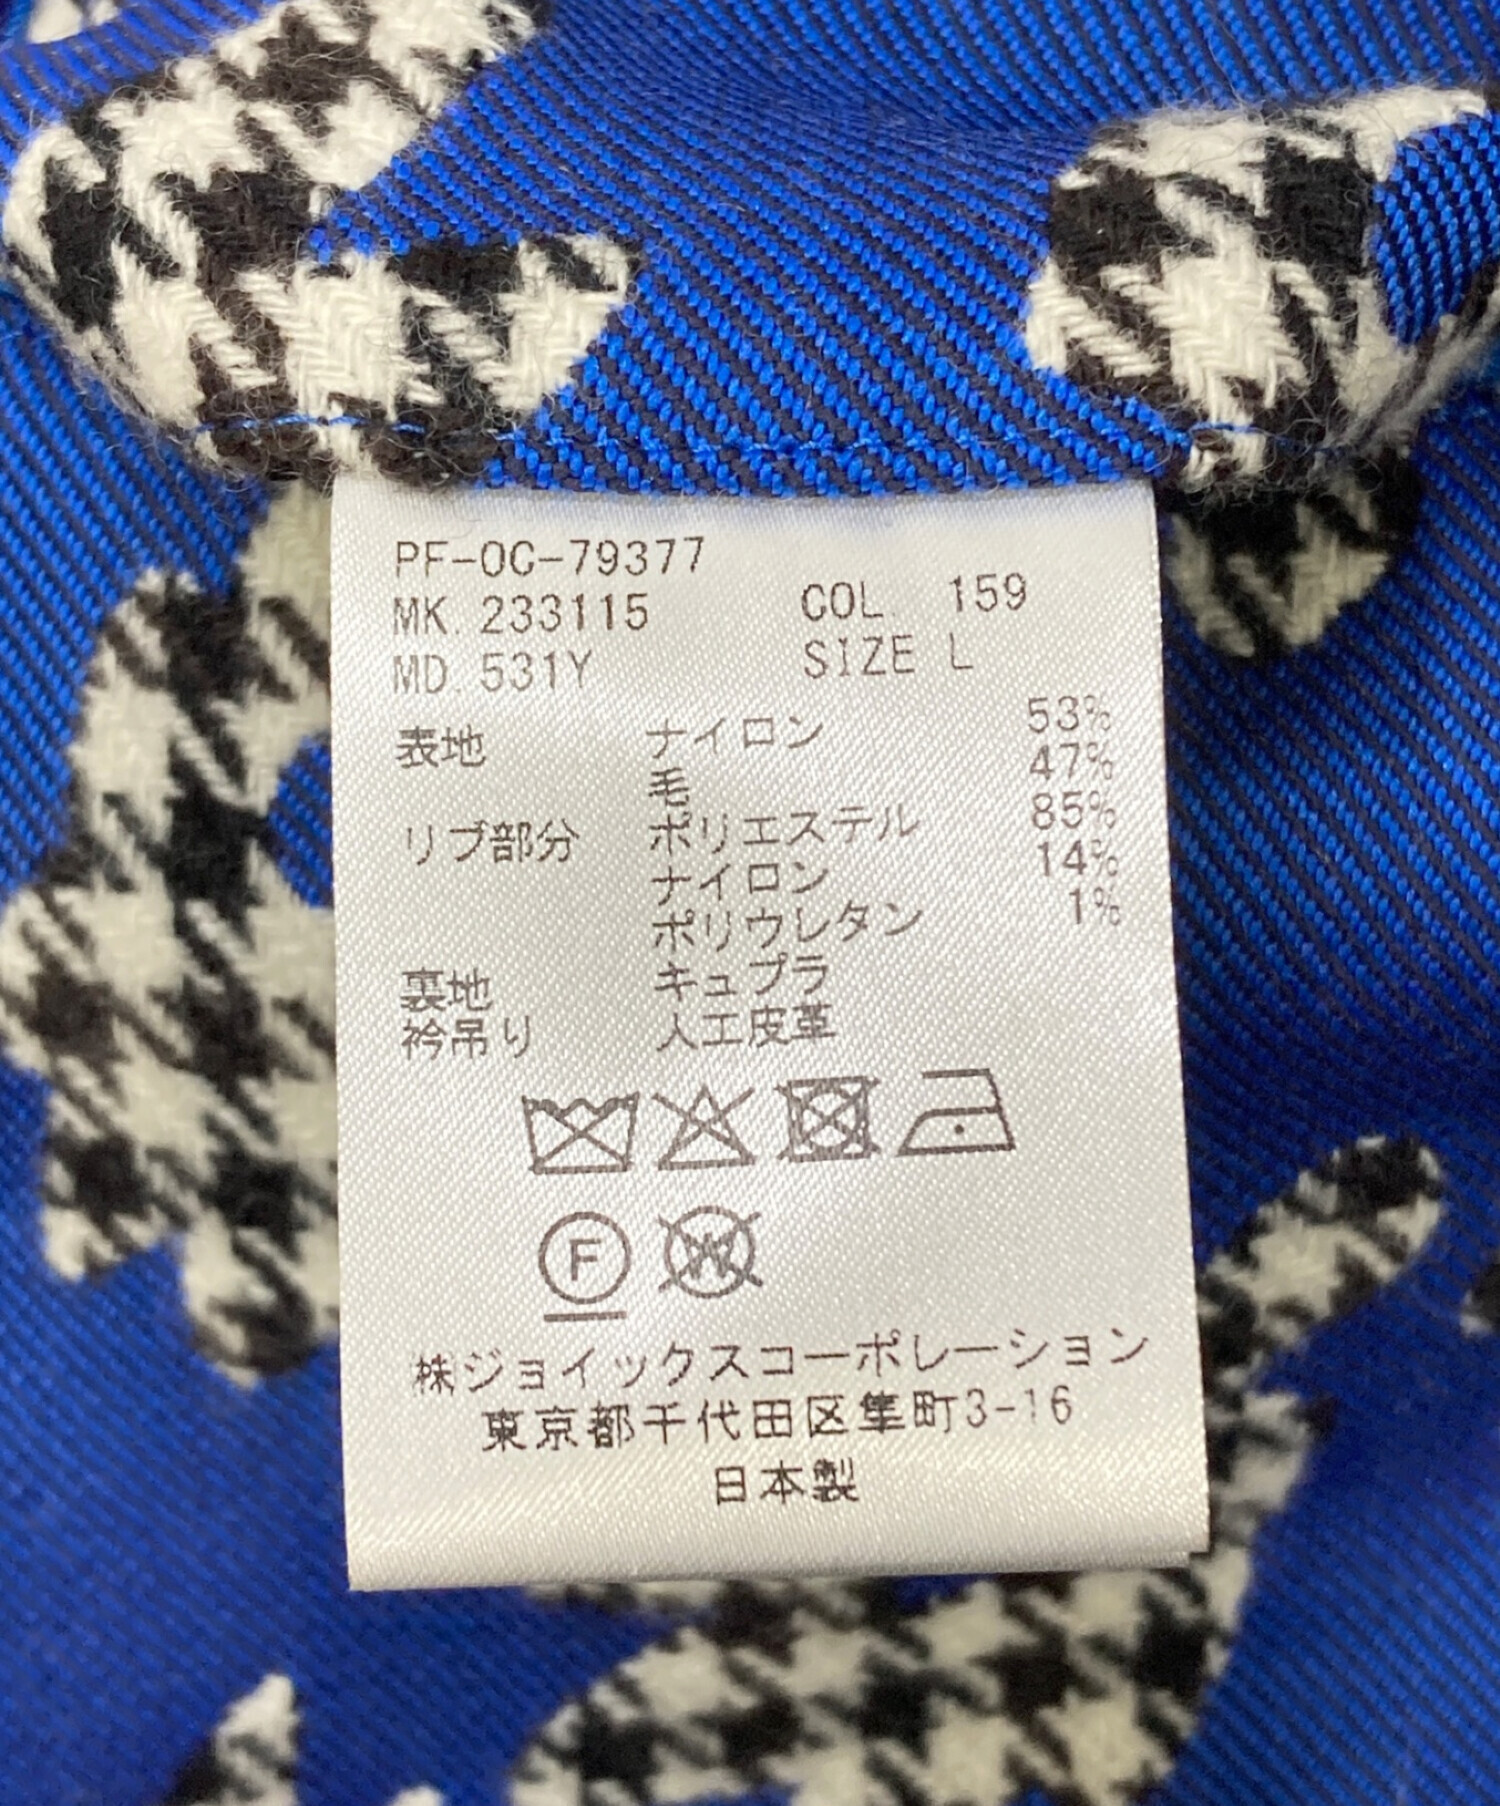 PF-OC-79377
MK. 233115 COL. 159
MD. 531Y SIZE L
表地 ナイロン 53%
毛 47%
リブ部分 ポリエステル 85%
ナイロン 14%
ポリウレタン 1%
裏地 キュプラ
衿吊り 人工皮革
F
W
株ジョイックスコーポレーション
東京都千代田区隼町3-16
日本製